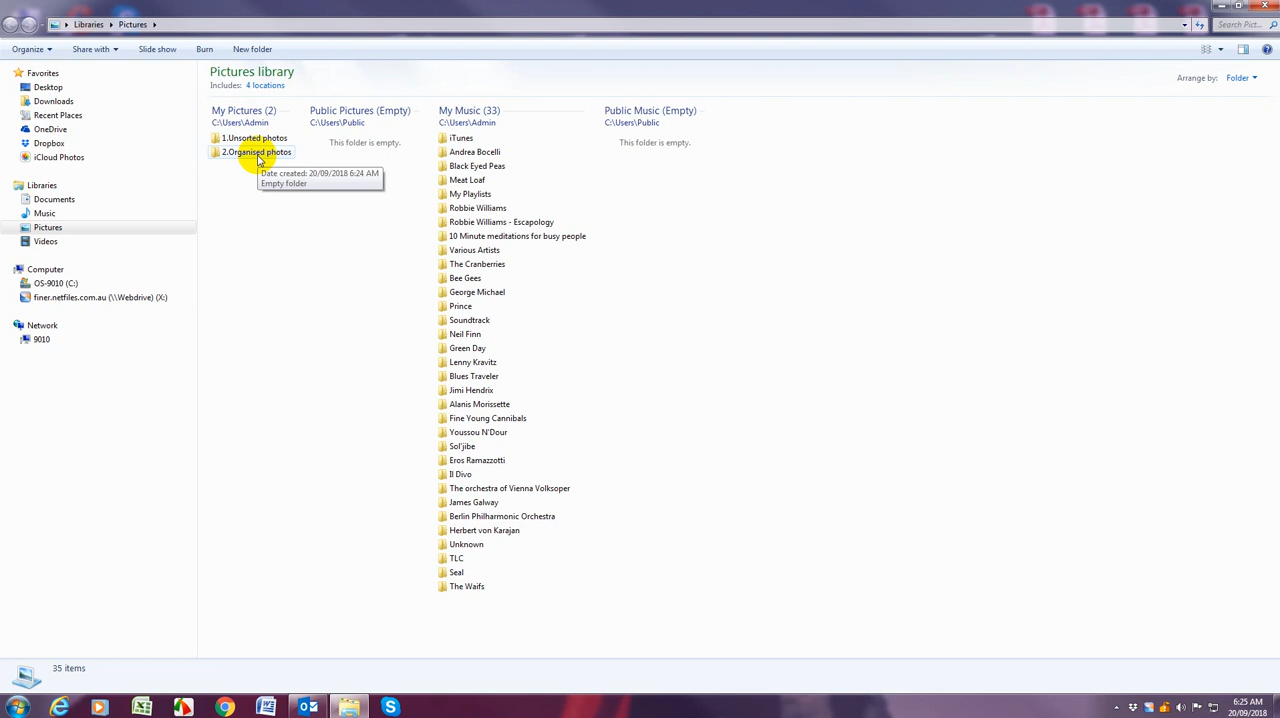 Libraries ▸ Pictures ▸
Search Pict...
Organize Share with Slide show Burn New folder
Favorites
Desktop
Downloads
Recent Places
OneDrive
Dropbox
iCloud Photos
Libraries
Documents
Music
Pictures
Videos
Computer
OS-9010 (C:)
finer.netfiles.com.au (\\Webdrive) (X:)
Network
9010
Pictures library
Includes: 4 locations
Arrange by: Folder
My Pictures (2)
C:\Users\Admin
1.Unsorted photos
2.Organised photos
Date created: 20/09/2018 6:24 AM
Empty folder
Public Pictures (Empty)
C:\Users\Public
This folder is empty.
My Music (33)
C:\Users\Admin
iTunes
Andrea Bocelli
Black Eyed Peas
Meat Loaf
My Playlists
Robbie Williams
Robbie Williams - Escapology
10 Minute meditations for busy people
Various Artists
The Cranberries
Bee Gees
George Michael
Prince
Soundtrack
Neil Finn
Green Day
Lenny Kravitz
Blues Traveler
Jimi Hendrix
Alanis Morissette
Fine Young Cannibals
Youssou N'Dour
Sol'jibe
Eros Ramazzotti
Il Divo
The orchestra of Vienna Volksoper
James Galway
Berlin Philharmonic Orchestra
Herbert von Karajan
Unknown
TLC
Seal
The Waifs
Public Music (Empty)
C:\Users\Public
This folder is empty.
35 items
6:25 AM
20/09/2018